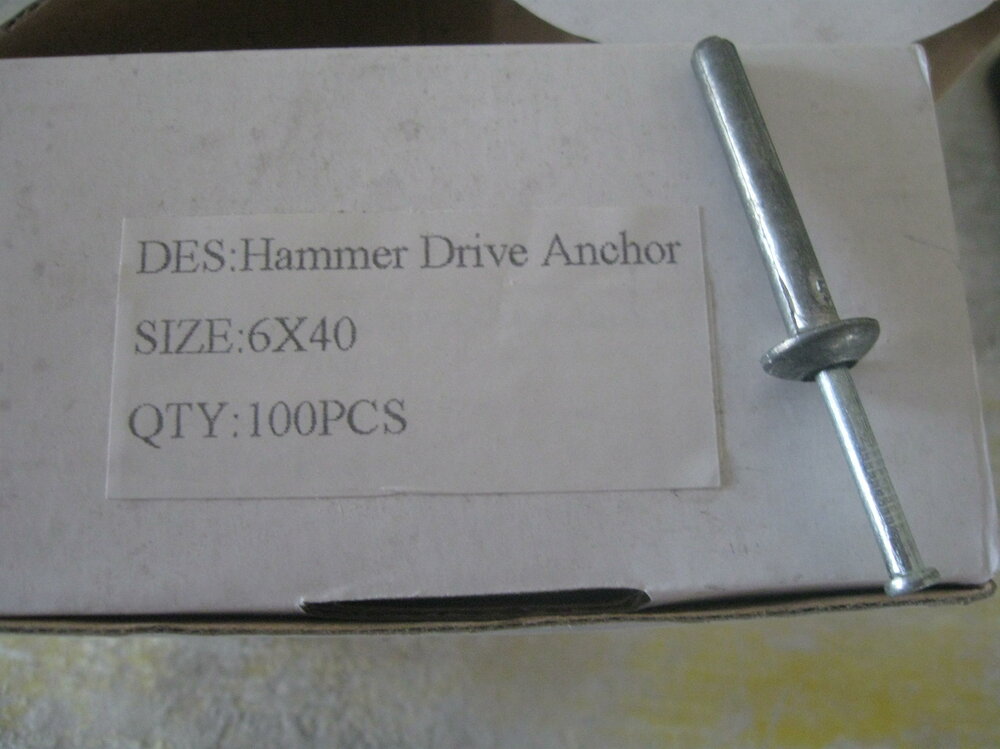 DES:Hammer Drive Anchor
SIZE:6X40
QTY:100PCS